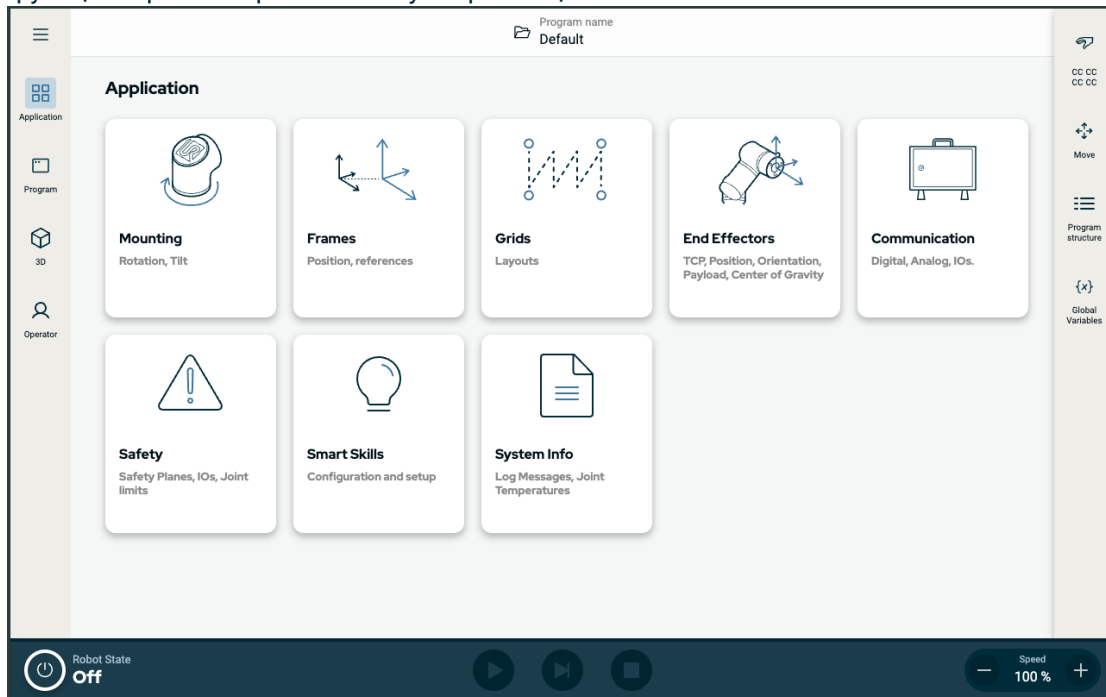 Program name
Default
Application
Application
Program
3D
Operator
Mounting
Rotation, Tilt
Frames
Position, references
Grids
Layouts
End Effectors
TCP, Position, Orientation,
Payload, Center of Gravity
Communication
Digital, Analog, IOs.
Safety
Safety Planes, IOs, Joint
limits
Smart Skills
Configuration and setup
System Info
Log Messages, Joint
Temperatures
CC CC
CC CC
Move
Program
structure
{x}
Global
Variables
Robot State
Off
Speed
100 %